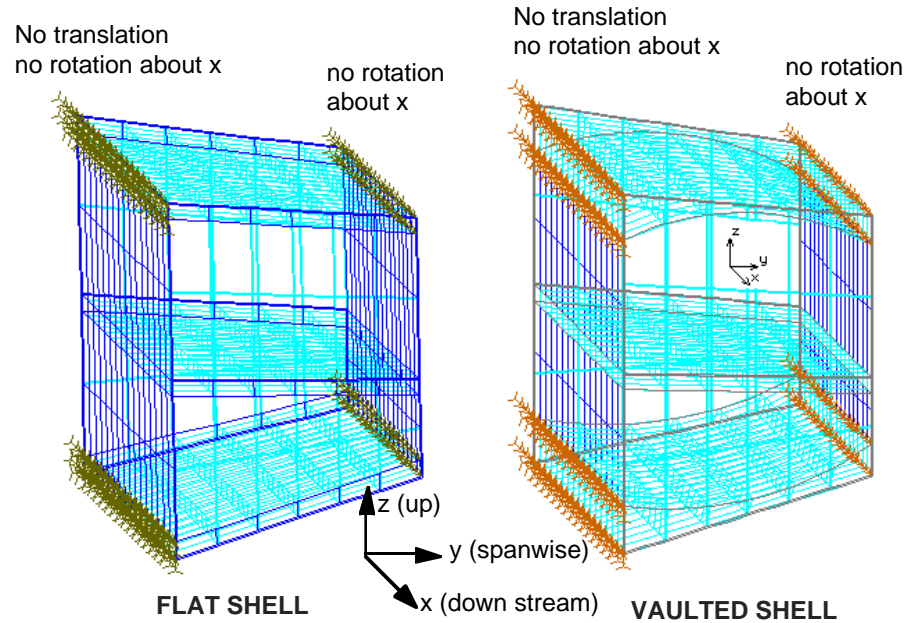 No translation
no rotation about x
no rotation
about x
No translation
no rotation about x
no rotation
about x
z
y
x
z (up)
y (spanwise)
x (down stream)
FLAT SHELL
VAULTED SHELL